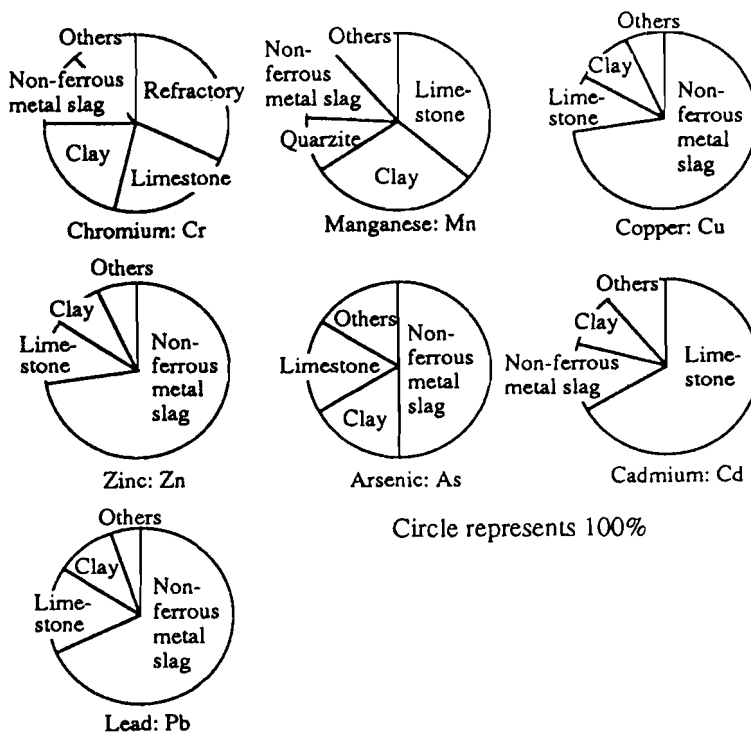 Others
Refractory
Non-ferrous
metal slag
Clay
Limestone
Chromium: Cr
Non-
ferrous
metal slag
Others
Lime-
stone
Quarzite
Clay
Manganese: Mn
Others
Clay
Lime-
stone
Non-
ferrous
metal
slag
Copper: Cu
Others
Clay
Lime-
stone
Non-
ferrous
metal
slag
Zinc: Zn
Others
Limestone
Clay
Non-
ferrous
metal
slag
Arsenic: As
Others
Clay
Non-ferrous
metal slag
Lime-
stone
Cadmium: Cd
Others
Clay
Lime-
stone
Non-
ferrous
metal
slag
Lead: Pb
Circle represents 100%